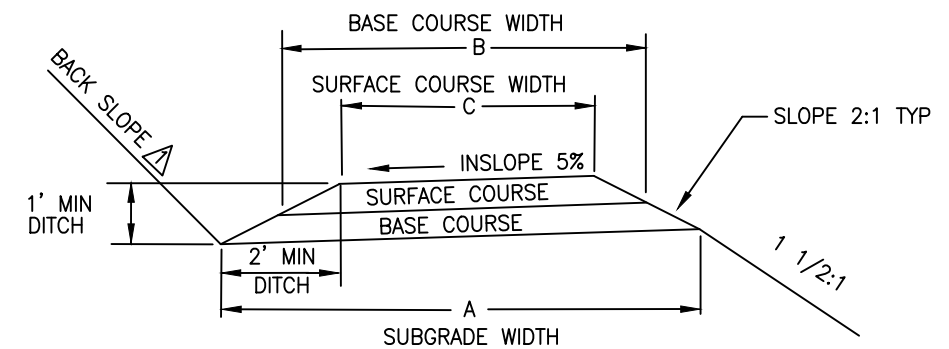 BASE COURSE WIDTH
B
SURFACE COURSE WIDTH
C
BACK SLOPE 1
SLOPE 2:1 TYP
INSLOPE 5%
SURFACE COURSE
1' MIN
DITCH
BASE COURSE
2' MIN
DITCH
1 1/2:1
A
SUBGRADE WIDTH